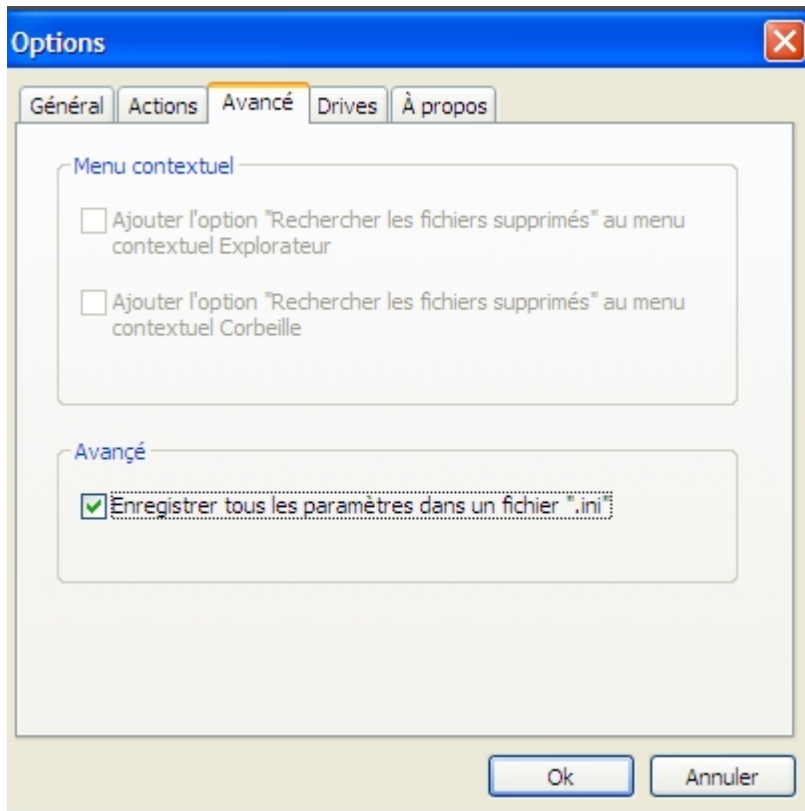 Options
Général Actions Avancé Drives À propos
Menu contextuel
Ajouter l'option "Rechercher les fichiers supprimés" au menu
contextuel Explorateur
Ajouter l'option "Rechercher les fichiers supprimés" au menu
contextuel Corbeille
Avançé
Enregistrer tous les paramètres dans un fichier ".ini"
Ok Annuler